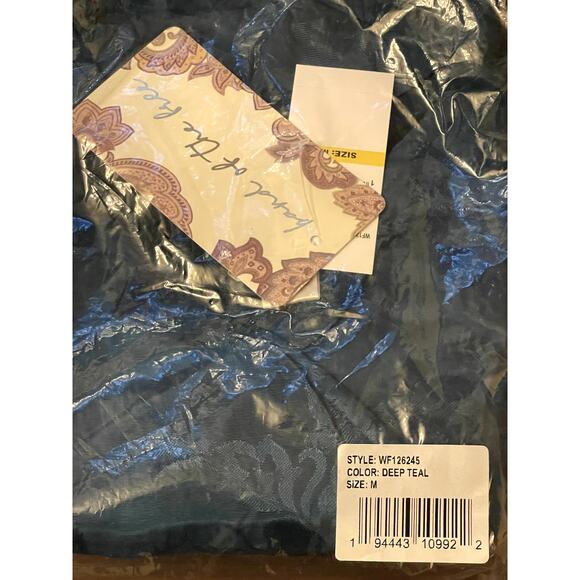 band of the free
SIZE: M
STYLE: WF126245
COLOR: DEEP TEAL
SIZE: M
1 94443 10992 2